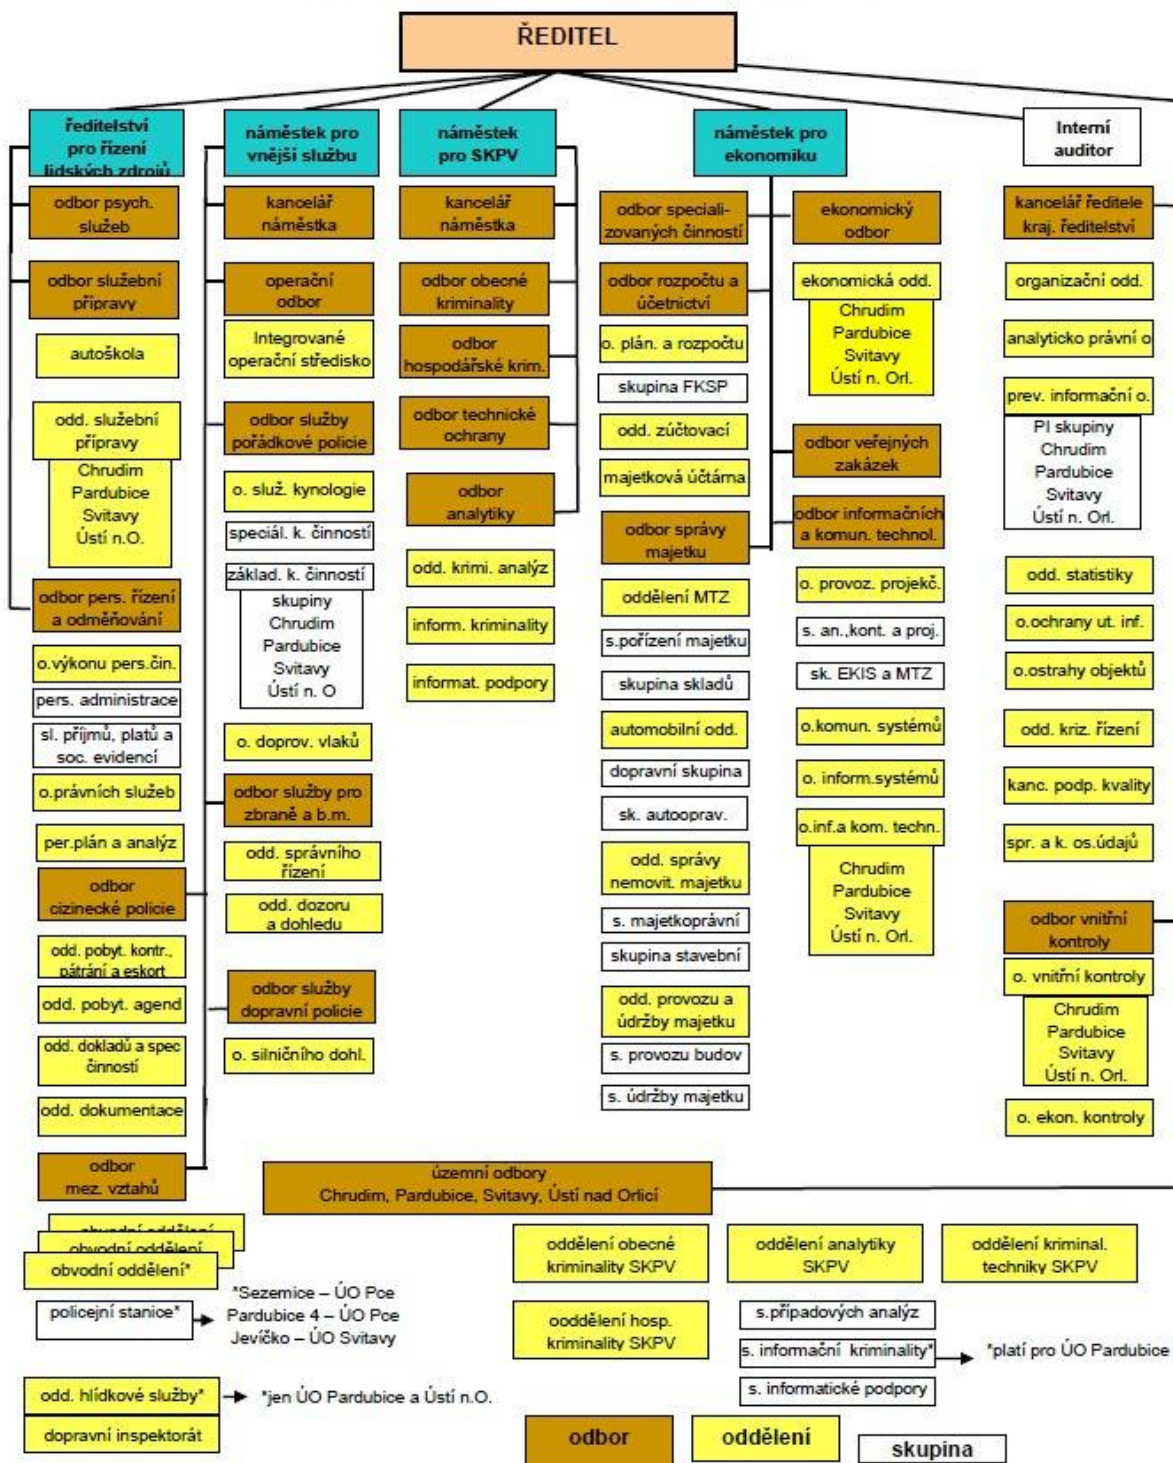 ŘEDITEL
ředitelství
pro řízení
lidských zdrojů
odbor psych.
služeb
odbor služební
přípravy
autoškola
odd. služební
přípravy
Chrudim
Pardubice
Svitavy
Ústí n.O.
odbor pers. řízení
a odměňování
o.výkonu pers.čin.
pers. administrace
sl. příjmů, platů a
soc. evidencí
o.právních služeb
per.plán a analýz
odbor
cizinecké policie
odd. pobyt. kontr.,
pátrání a eskort
odd. pobyt. agend
odd. dokladů a spec
činností
odd. dokumentace
odbor
mez. vztahů
náměstek pro
vnější službu
kancelář
náměstka
operační
odbor
Integrované
operační středisko
odbor služby
pořádkové policie
o. služ. kynologie
speciál. k. činností
základ. k. činností
skupiny
Chrudim
Pardubice
Svitavy
Ústí n. O
o. doprov. vlaků
odbor služby pro
zbraně a b.m.
odd. správního
řízení
odd. dozoru
a dohledu
odbor služby
dopravní policie
o. silničního dohl.
náměstek
pro SKPV
kancelář
náměstka
odbor obecné
kriminality
odbor
hospodářské krim.
odbor technické
ochrany
odbor
analytiky
odd. krimi. analýz
inform. kriminality
informat. podpory
náměstek pro
ekonomiku
odbor speciali-
zovaných činností
odbor rozpočtu a
účetnictví
o. plán. a rozpočtu
skupina FKSP
odd. zúčtovací
majetková účtárna
odbor správy
majetku
oddělení MTZ
s.pořízení majetku
skupina skladů
automobilní odd.
dopravní skupina
sk. autooprav.
odd. správy
nemovit. majetku
s. majetkoprávní
skupina stavební
odd. provozu a
údržby majetku
s. provozu budov
s. údržby majetku
ekonomický
odbor
ekonomická odd.
Chrudim
Pardubice
Svitavy
Ústí n. Orl.
odbor veřejných
zakázek
odbor informačních
a komun. technol.
o. provoz. projekč.
s. an.,kont. a proj.
sk. EKIS a MTZ
o.komun. systémů
o. inform.systémů
o.inf.a kom. techn.
Chrudim
Pardubice
Svitavy
Ústí n. Orl.
Interní
auditor
kancelář ředitele
kraj. ředitelství
organizační odd.
analyticko právní o
prev. informační o.
PI skupiny
Chrudim
Pardubice
Svitavy
Ústí n. Orl.
odd. statistiky
o.ochrany ut. inf.
o.ostrahy objektů
odd. kriz. řízení
kanc. podp. kvality
spr. a k. os.údajů
odbor vnitřní
kontroly
o. vnitřní kontroly
Chrudim
Pardubice
Svitavy
Ústí n. Orl.
o. ekon. kontroly
územní odbory
Chrudim, Pardubice, Svitavy, Ústí nad Orlicí
obvodní oddělení
obvodní oddělení
obvodní oddělení*
policejní stanice*
*Sezemice – ÚO Pce
Pardubice 4 – ÚO Pce
Jevíčko – ÚO Svitavy
odd. hlídkové služby*
*jen ÚO Pardubice a Ústí n.O.
dopravní inspektorát
oddělení obecné
kriminality SKPV
oddělení analytiky
SKPV
oddělení kriminal.
techniky SKPV
ooddělení hosp.
kriminality SKPV
s.případových analýz
s. informační kriminality*
*platí pro ÚO Pardubice
s. informatické podpory
odbor
oddělení
skupina